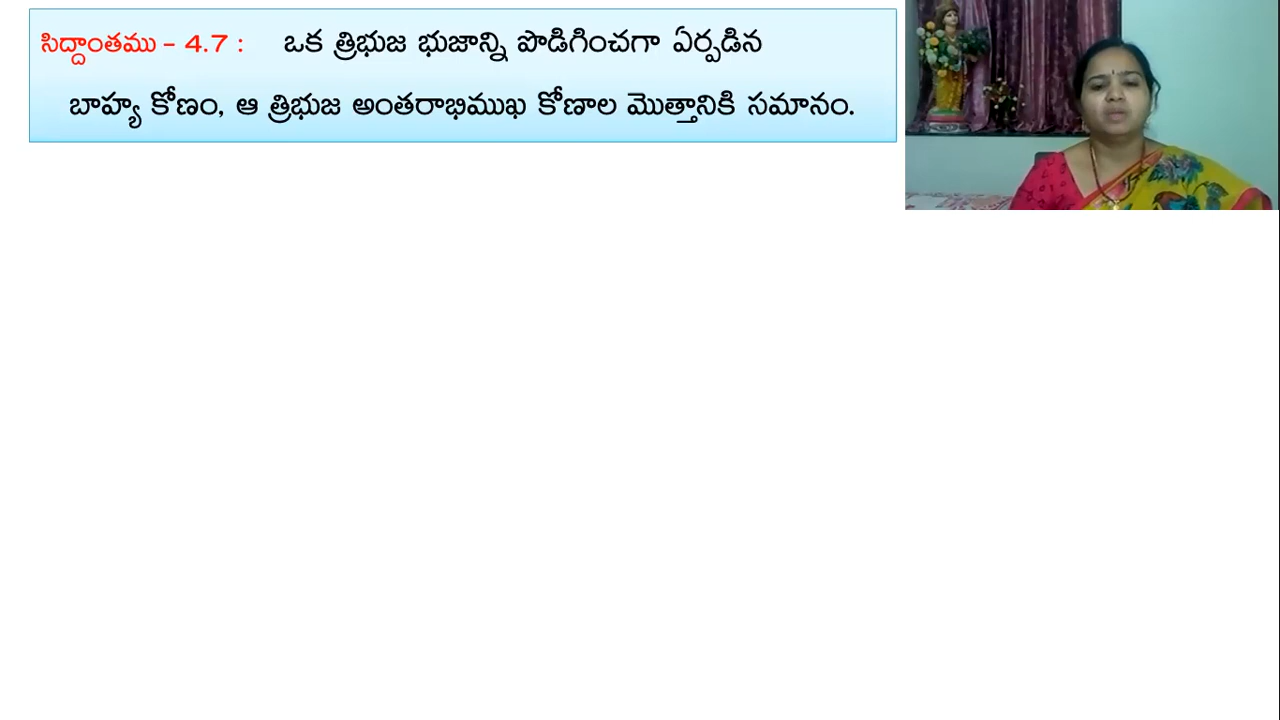 సిద్దాంతము – 4.7 : ఒక త్రిభుజ భుజాన్ని పొడిగించగా ఏర్పడిన
బాహ్య కోణం, ఆ త్రిభుజ అంతరాభిముఖ కోణాల మొత్తానికి సమానం.